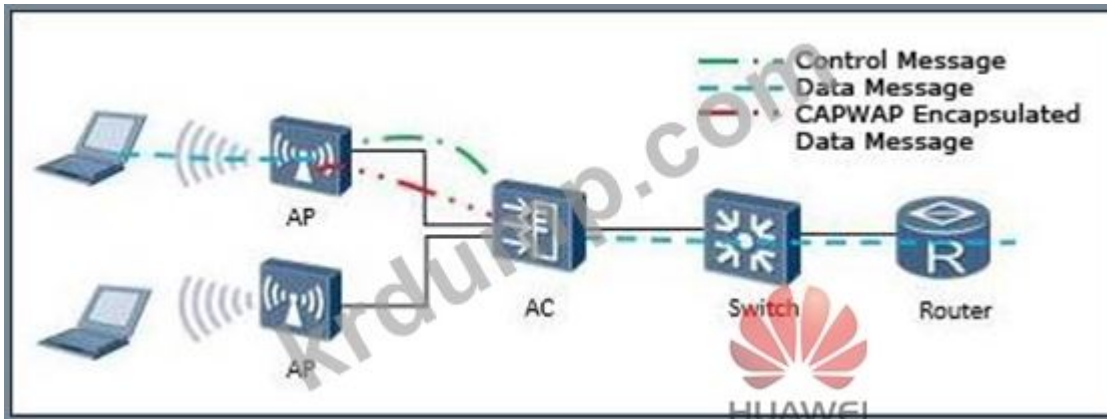 Control Message
Data Message
CAPWAP Encapsulated
Data Message
AP
AC
Switch
Router
R
AP
krdump.com
HUAWEI